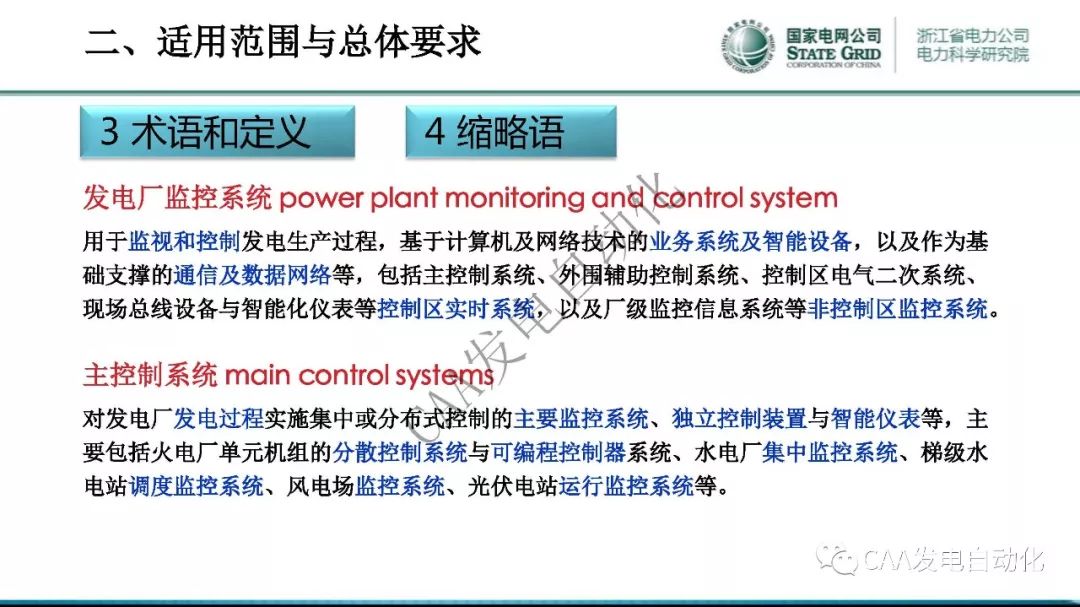 二、适用范围与总体要求
国家电网公司
STATE GRID
CORPORATION OF CHINA
浙江省电力公司
电力科学研究院
3 术语和定义
4 缩略语
发电厂监控系统 power plant monitoring and control system
用于监视和控制发电生产过程，基于计算机及网络技术的业务系统及智能设备，以及作为基
础支撑的通信及数据网络等，包括主控制系统、外围辅助控制系统、控制区电气二次系统、
现场总线设备与智能化仪表等控制区实时系统，以及厂级监控信息系统等非控制区监控系统。
主控制系统 main control systems
对发电厂发电过程实施集中或分布式控制的主要监控系统、独立控制装置与智能仪表等，主
要包括火电厂单元机组的分散控制系统与可编程控制器系统、水电厂集中监控系统、梯级水
电站调度监控系统、风电场监控系统、光伏电站运行监控系统等。
CAA发电自动化
CAA发电自动化